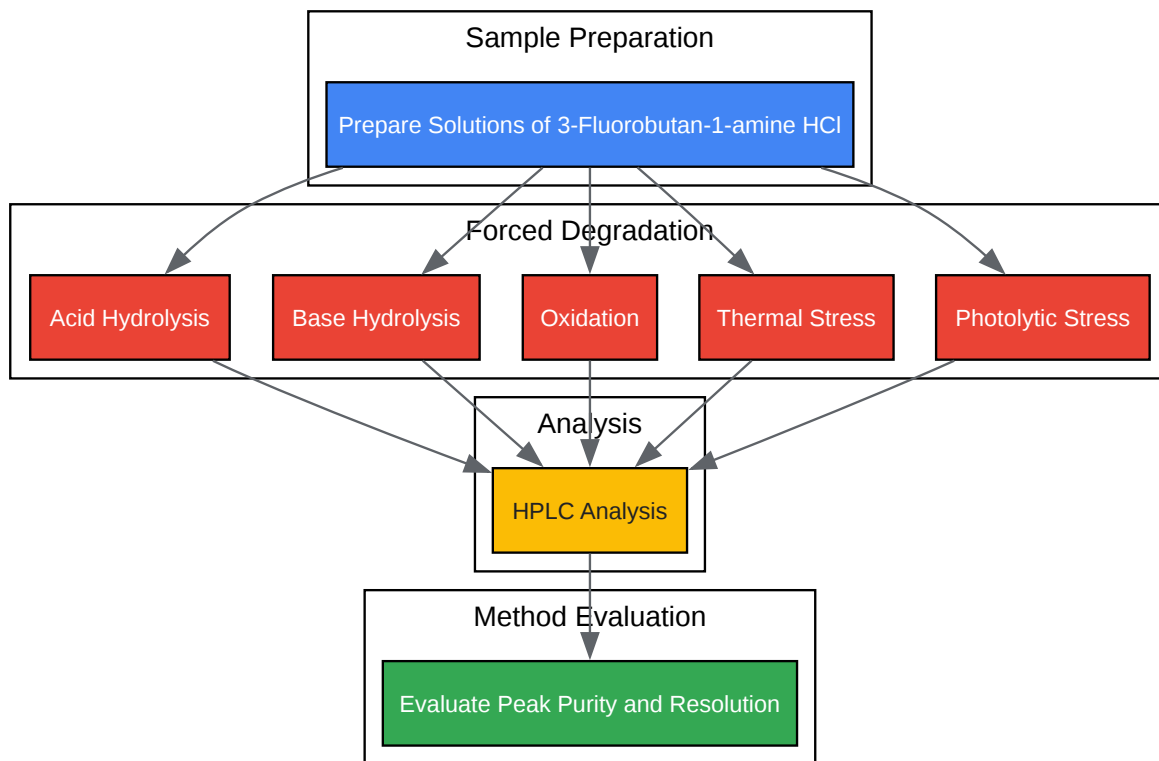 Sample Preparation
Prepare Solutions of 3-Fluorobutan-1-amine HCl
Forced Degradation
Acid Hydrolysis
Base Hydrolysis
Oxidation
Thermal Stress
Photolytic Stress
Analysis
HPLC Analysis
Method Evaluation
Evaluate Peak Purity and Resolution